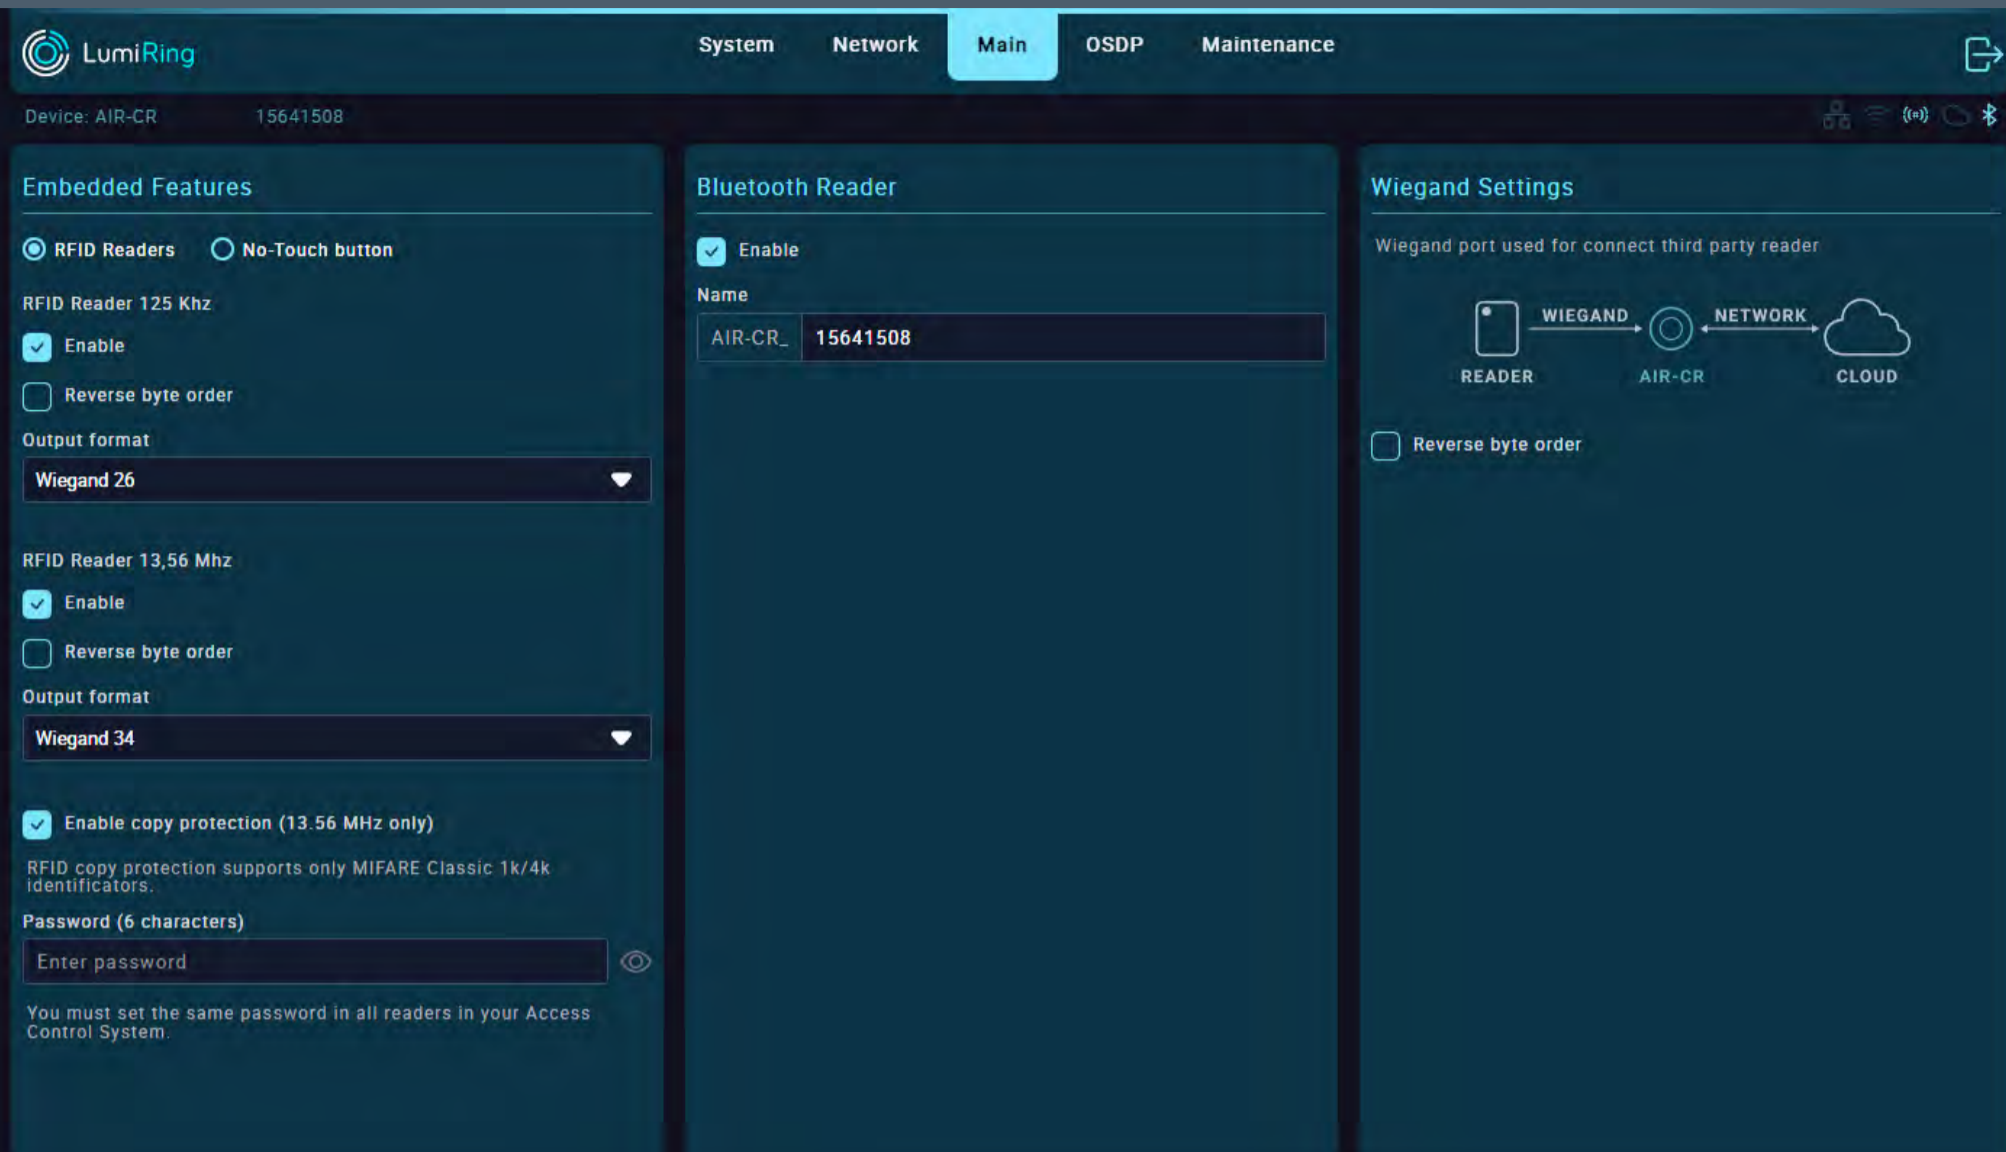 LumiRing
System Network Main OSDP Maintenance
Device: AIR-CR 15641508
Embedded Features
RFID Readers No-Touch button
RFID Reader 125 Khz
Enable
Reverse byte order
Output format
Wiegand 26
RFID Reader 13,56 Mhz
Enable
Reverse byte order
Output format
Wiegand 34
Enable copy protection (13.56 MHz only)
RFID copy protection supports only MIFARE Classic 1k/4k
identificators.
Password (6 characters)
Enter password
You must set the same password in all readers in your Access
Control System.
Bluetooth Reader
Enable
Name
AIR-CR_ 15641508
Wiegand Settings
Wiegand port used for connect third party reader
WIEGAND NETWORK
READER AIR-CR CLOUD
Reverse byte order